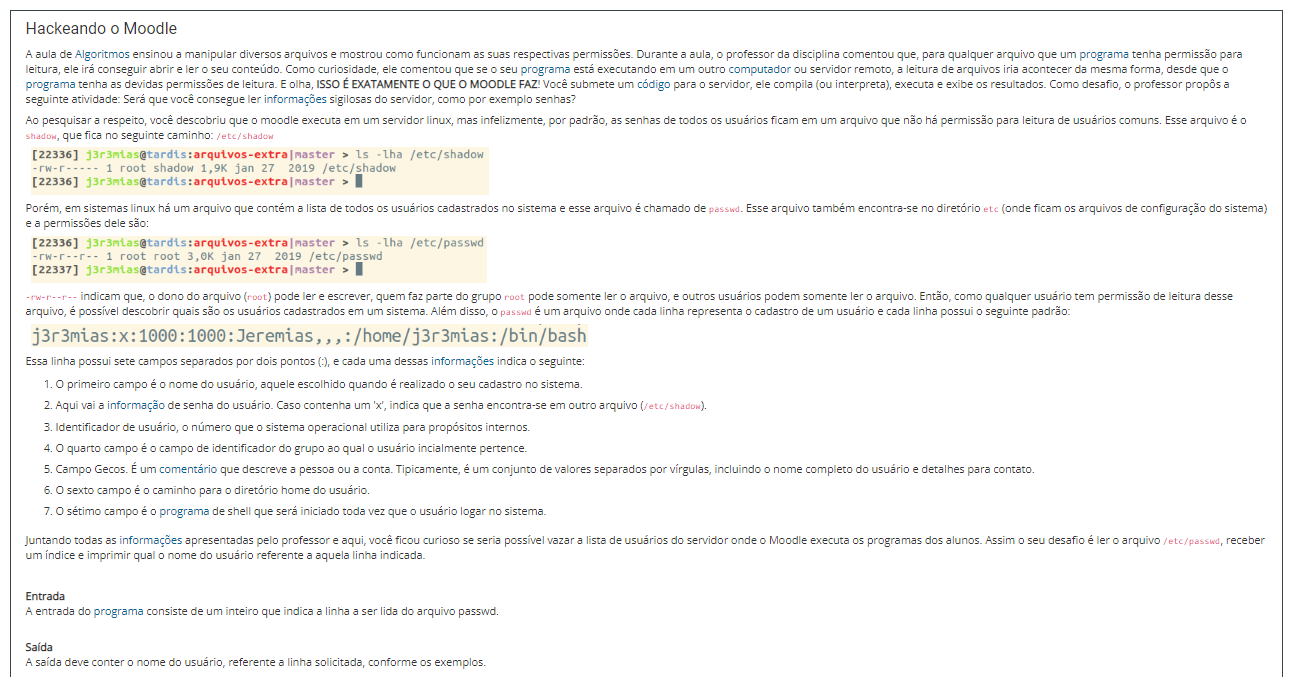 Hackeando o Moodle
A aula de Algoritmos ensinou a manipular diversos arquivos e mostrou como funcionam as suas respectivas permissões. Durante a aula, o professor da disciplina comentou que, para qualquer arquivo que um programa tenha permissão para
leitura, ele irá conseguir abrir e ler o seu conteúdo. Como curiosidade, ele comentou que se o seu programa está executando em um outro computador ou servidor remoto, a leitura de arquivos iria acontecer da mesma forma, desde que o
programa tenha as devidas permissões de leitura. E olha, ISSO É EXATAMENTE O QUE O MOODLE FAZ! Você submete um código para o servidor, ele compila (ou interpreta), executa e exibe os resultados. Como desafio, o professor propôs a
seguinte atividade: Será que você consegue ler informações sigilosas do servidor, como por exemplo senhas?
Ao pesquisar a respeito, você descobriu que o moodle executa em um servidor linux, mas infelizmente, por padrão, as senhas de todos os usuários ficam em um arquivo que não há permissão para leitura de usuários comuns. Esse arquivo é o
shadow, que fica no seguinte caminho: /etc/shadow
[22336] j3r3mias@tardis:arquivos-extra|master > ls -lha /etc/shadow
-rw-r----- 1 root shadow 1,9K jan 27  2019 /etc/shadow
[22336] j3r3mias@tardis:arquivos-extra|master >
Porém, em sistemas linux há um arquivo que contém a lista de todos os usuários cadastrados no sistema e esse arquivo é chamado de passwd. Esse arquivo também encontra-se no diretório etc (onde ficam os arquivos de configuração do sistema)
e a permissões dele são:
[22336] j3r3mias@tardis:arquivos-extra|master > ls -lha /etc/passwd
-rw-r--r-- 1 root root 3,0K jan 27  2019 /etc/passwd
[22337] j3r3mias@tardis:arquivos-extra|master >
-rw-r--r-- indicam que, o dono do arquivo (root) pode ler e escrever, quem faz parte do grupo root pode somente ler o arquivo, e outros usuários podem somente ler o arquivo. Então, como qualquer usuário tem permissão de leitura desse
arquivo, é possível descobrir quais são os usuários cadastrados em um sistema. Além disso, o passwd é um arquivo onde cada linha representa o cadastro de um usuário e cada linha possui o seguinte padrão:
j3r3mias:x:1000:1000:Jeremias,,,:/home/j3r3mias:/bin/bash
Essa linha possui sete campos separados por dois pontos (:), e cada uma dessas informações indica o seguinte:
1. O primeiro campo é o nome do usuário, aquele escolhido quando é realizado o seu cadastro no sistema.
2. Aqui vai a informação de senha do usuário. Caso contenha um 'x', indica que a senha encontra-se em outro arquivo (/etc/shadow).
3. Identificador de usuário, o número que o sistema operacional utiliza para propósitos internos.
4. O quarto campo é o campo de identificador do grupo ao qual o usuário incialmente pertence.
5. Campo Gecos. É um comentário que descreve a pessoa ou a conta. Tipicamente, é um conjunto de valores separados por vírgulas, incluindo o nome completo do usuário e detalhes para contato.
6. O sexto campo é o caminho para o diretório home do usuário.
7. O sétimo campo é o programa de shell que será iniciado toda vez que o usuário logar no sistema.
Juntando todas as informações apresentadas pelo professor e aqui, você ficou curioso se seria possível vazar a lista de usuários do servidor onde o Moodle executa os programas dos alunos. Assim o seu desafio é ler o arquivo /etc/passwd, receber
um índice e imprimir qual o nome do usuário referente a aquela linha indicada.
Entrada
A entrada do programa consiste de um inteiro que indica a linha a ser lida do arquivo passwd.
Saída
A saída deve conter o nome do usuário, referente a linha solicitada, conforme os exemplos.